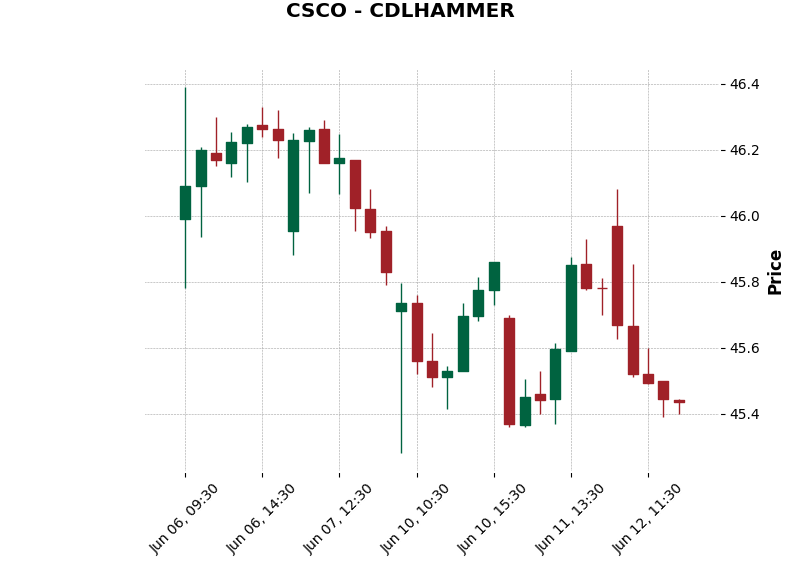 CSCO - CDLHAMMER
46.4
46.2
46.0
45.8
45.6
45.4
Price
Jun 06, 09:30
Jun 06, 14:30
Jun 07, 12:30
Jun 10, 10:30
Jun 10, 15:30
Jun 11, 13:30
Jun 12, 11:30